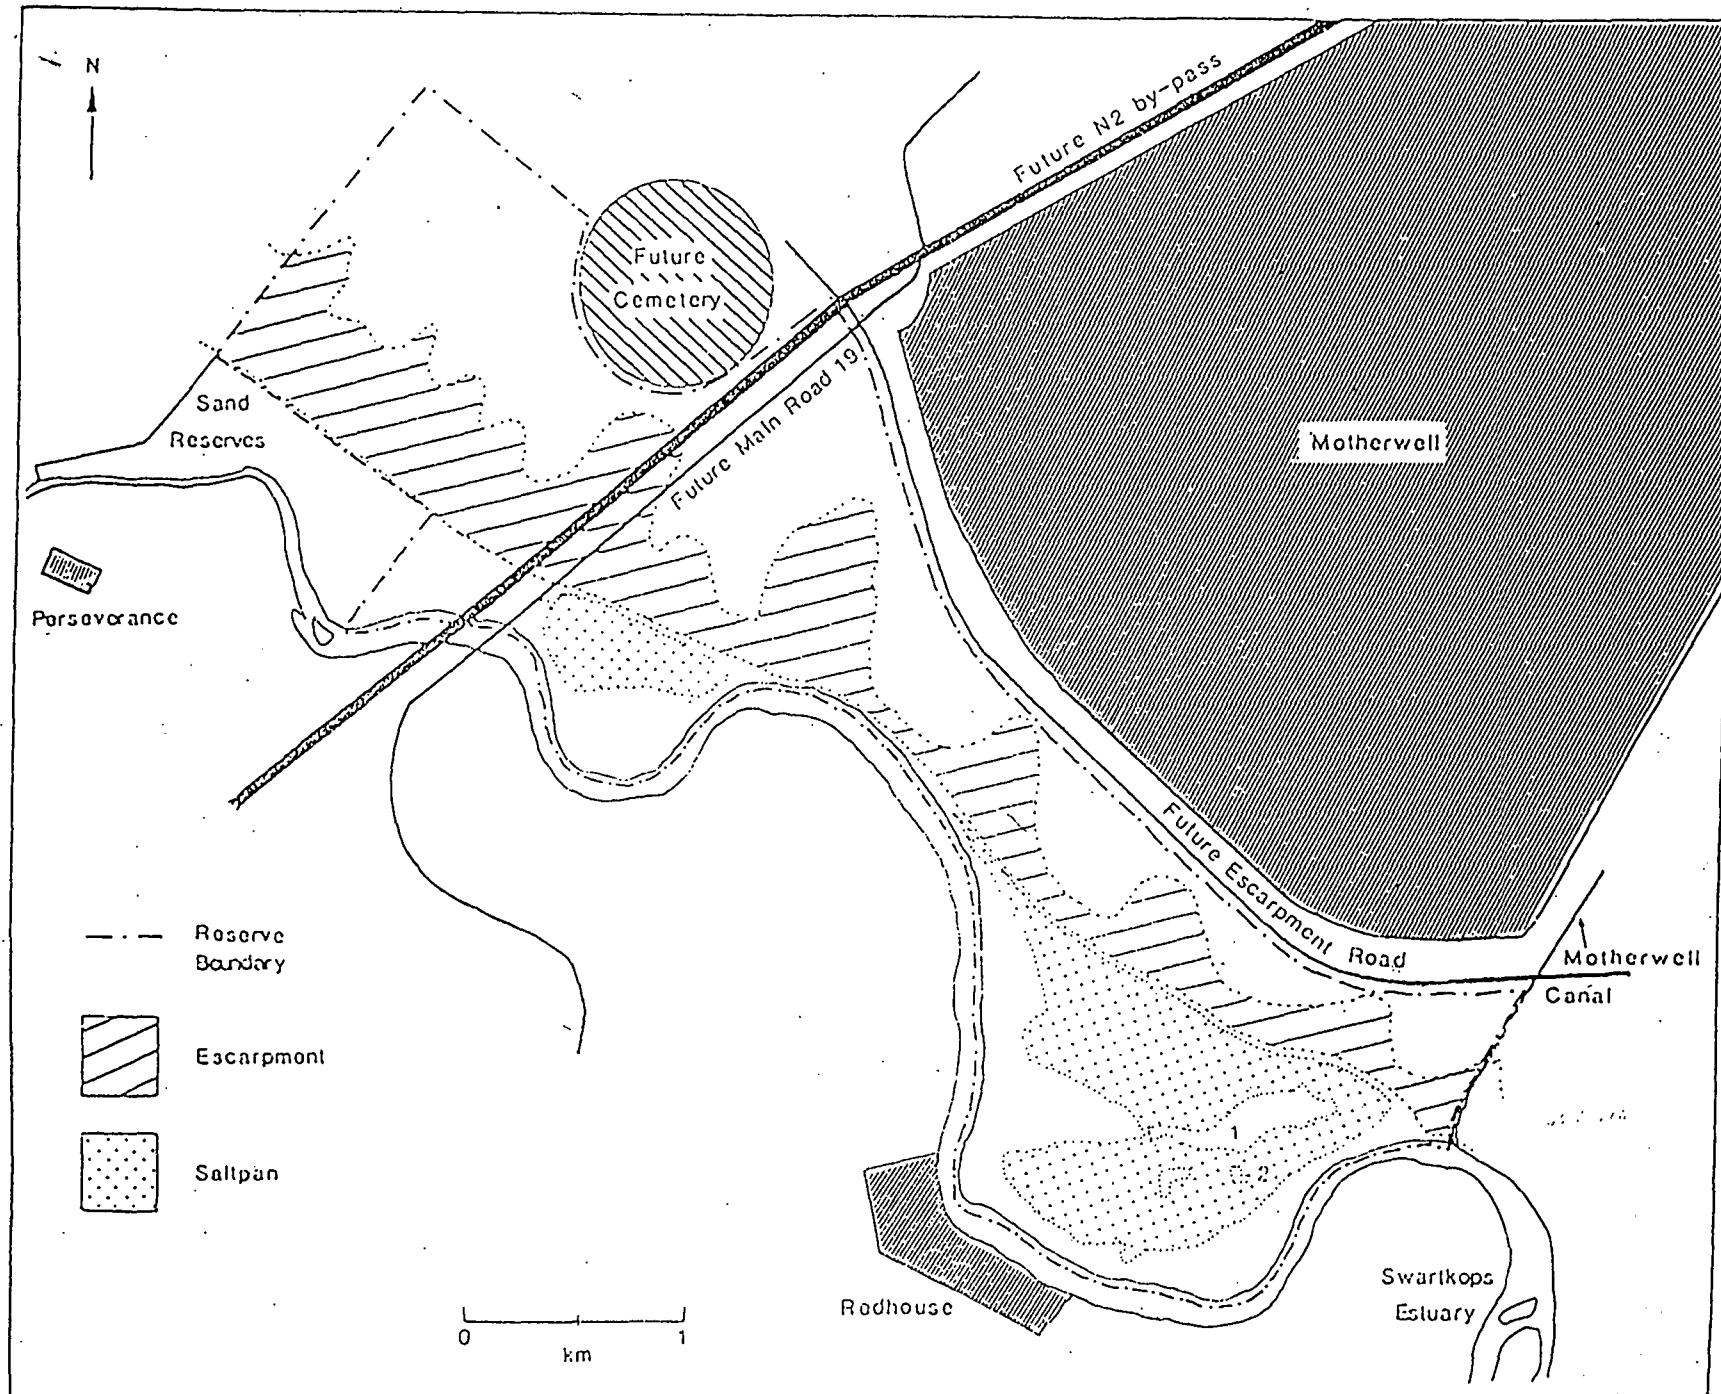 N
Future N2 by-pass
Future
Cemetery
Future Main Road 19
Sand
Reserves
Motherwell
Perseverance
Future Escarpment Road
Motherwell
Canal
Reserve
Boundary
Escarpment
Saltpan
1
2
Redhouse
Swartkops
Estuary
0
1
km